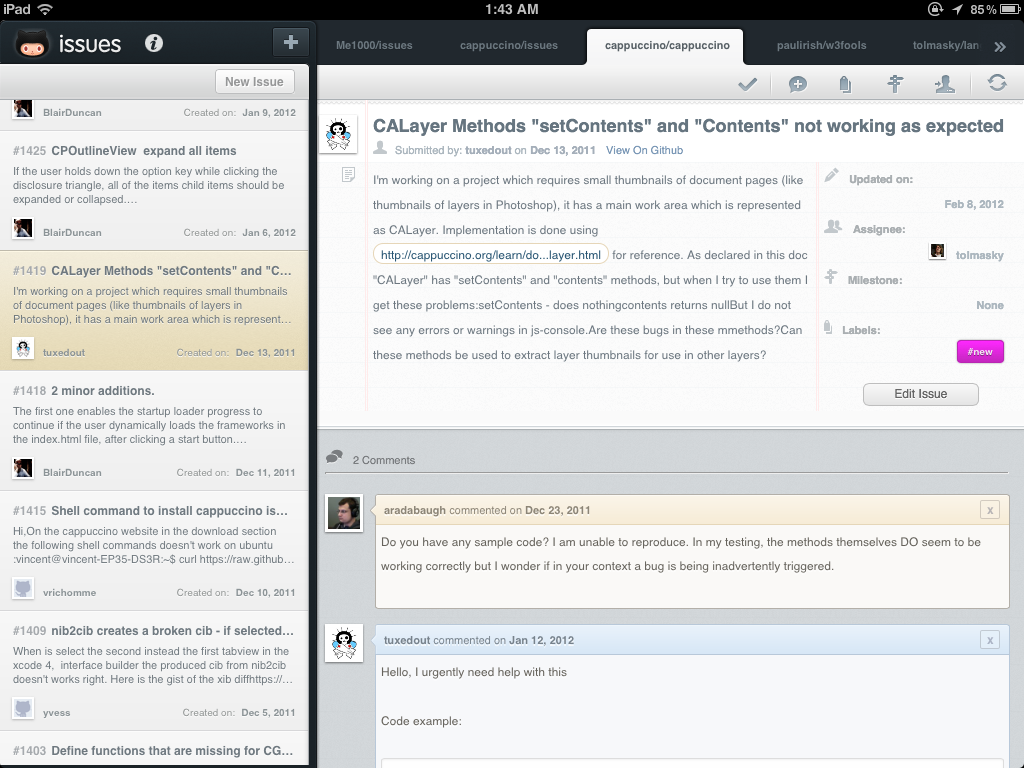 iPad 1:43 AM 85%
issues
New Issue
BlairDuncan Created on: Jan 9, 2012
#1425 CPOutlineView expand all items
If the user holds down the option key while clicking the
disclosure triangle, all of the items child items should be
expanded or collapsed....
BlairDuncan Created on: Jan 6, 2012
#1419 CALayer Methods "setContents" and "C...
I'm working on a project which requires small thumbnails
of document pages (like thumbnails of layers in
Photoshop), it has a main work area which is represent...
tuxedout Created on: Dec 13, 2011
#1418 2 minor additions.
The first one enables the startup loader progress to
continue if the user dynamically loads the frameworks in
the index.html file, after clicking a start button....
BlairDuncan Created on: Dec 11, 2011
#1415 Shell command to install cappuccino is...
Hi,On the cappuccino website in the download section
the following shell commands doesn't work on ubuntu
:vincent@vincent-EP35-DS3R:~$ curl https://raw.github...
vrichomme Created on: Dec 10, 2011
#1409 nib2cib creates a broken cib - if selected...
When is select the second instead the first tabview in the
xcode 4, interface builder the produced cib from nib2cib
doesn't works right. Here is the gist of the xib diffhttps://...
yvess Created on: Dec 5, 2011
#1403 Define functions that are missing for CG...
Me1000/issues cappuccino/issues cappuccino/cappuccino paulirish/w3fools tolmasky/lan »
CALayer Methods "setContents" and "Contents" not working as expected
Submitted by: tuxedout on Dec 13, 2011 View On Github
I'm working on a project which requires small thumbnails of document pages (like
thumbnails of layers in Photoshop), it has a main work area which is represented
as CALayer. Implementation is done using
http://cappuccino.org/learn/do...layer.html for reference. As declared in this doc
"CALayer" has "setContents" and "contents" methods, but when I try to use them I
get these problems:setContents - does nothingcontents returns nullBut I do not
see any errors or warnings in js-console.Are these bugs in these mmethods?Can
these methods be used to extract layer thumbnails for use in other layers?
Updated on:
Feb 8, 2012
Assignee:
tolmasky
Milestone:
None
Labels:
#new
Edit Issue
2 Comments
aradabaugh commented on Dec 23, 2011 x
Do you have any sample code? I am unable to reproduce. In my testing, the methods themselves DO seem to be
working correctly but I wonder if in your context a bug is being inadvertently triggered.
tuxedout commented on Jan 12, 2012 x
Hello, I urgently need help with this
Code example: